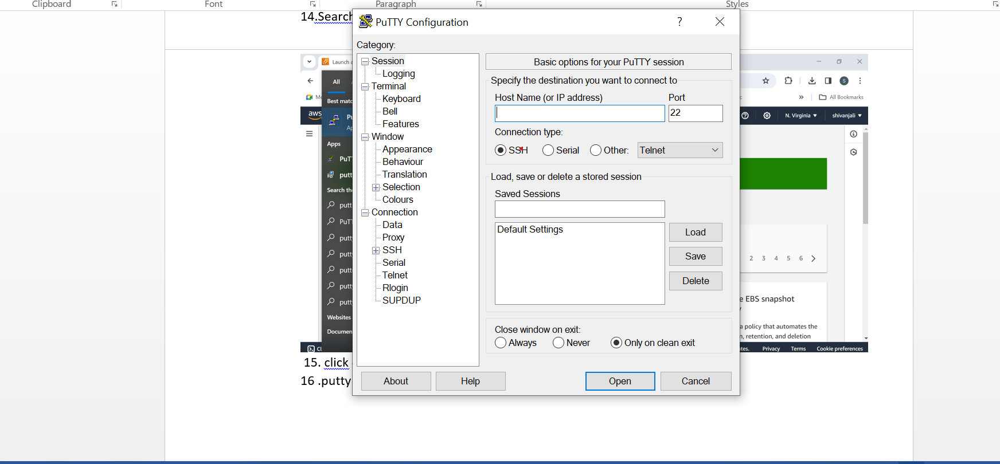 Clipboard Font Paragraph Styles
14.Search
PuTTY Configuration ?
Category:
Session
Logging
Terminal
Keyboard
Bell
Features
Window
Appearance
Behaviour
Translation
Selection
Colours
Connection
Data
Proxy
SSH
Serial
Telnet
Rlogin
SUPDUP
Basic options for your PuTTY session
Specify the destination you want to connect to
Host Name (or IP address) Port
22
Connection type:
SSH Serial Other: Telnet
Load, save or delete a stored session
Saved Sessions
Default Settings
Load
Save
Delete
Close window on exit:
Always Never Only on clean exit
About Help Open Cancel
Launch
All
Best matc
aws
Pu
Ap
Apps
PuT
putt
Search the
putt
PuT
putt
putt
putt
putt
putt
Websites
Documen
All Bookmarks
S
N. Virginia shivanjali
2 3 4 5 6
e EBS snapshot
a policy that automates the
n, retention, and deletion
tes. Privacy Terms Cookie preferences
15. click
16 .putty